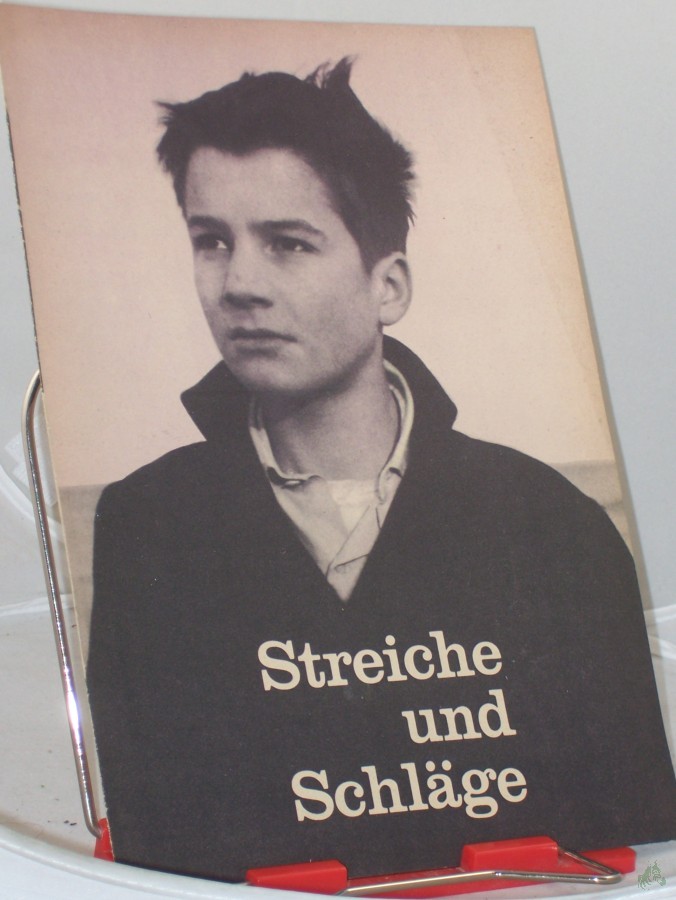 Streiche
und
Schläge